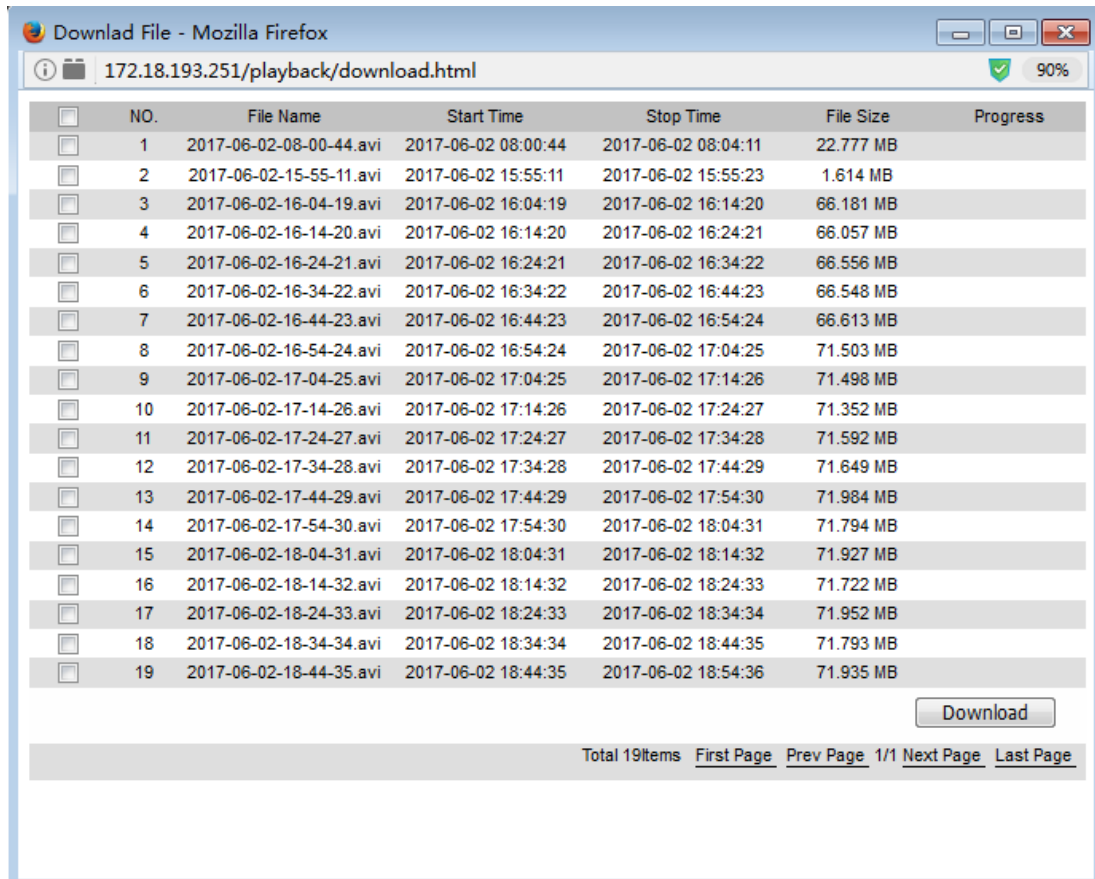 Downlad File - Mozilla Firefox
172.18.193.251/playback/download.html 90%
NO. File Name Start Time Stop Time File Size Progress
1 2017-06-02-08-00-44.avi 2017-06-02 08:00:44 2017-06-02 08:04:11 22.777 MB
2 2017-06-02-15-55-11.avi 2017-06-02 15:55:11 2017-06-02 15:55:23 1.614 MB
3 2017-06-02-16-04-19.avi 2017-06-02 16:04:19 2017-06-02 16:14:20 66.181 MB
4 2017-06-02-16-14-20.avi 2017-06-02 16:14:20 2017-06-02 16:24:21 66.057 MB
5 2017-06-02-16-24-21.avi 2017-06-02 16:24:21 2017-06-02 16:34:22 66.556 MB
6 2017-06-02-16-34-22.avi 2017-06-02 16:34:22 2017-06-02 16:44:23 66.548 MB
7 2017-06-02-16-44-23.avi 2017-06-02 16:44:23 2017-06-02 16:54:24 66.613 MB
8 2017-06-02-16-54-24.avi 2017-06-02 16:54:24 2017-06-02 17:04:25 71.503 MB
9 2017-06-02-17-04-25.avi 2017-06-02 17:04:25 2017-06-02 17:14:26 71.498 MB
10 2017-06-02-17-14-26.avi 2017-06-02 17:14:26 2017-06-02 17:24:27 71.352 MB
11 2017-06-02-17-24-27.avi 2017-06-02 17:24:27 2017-06-02 17:34:28 71.592 MB
12 2017-06-02-17-34-28.avi 2017-06-02 17:34:28 2017-06-02 17:44:29 71.649 MB
13 2017-06-02-17-44-29.avi 2017-06-02 17:44:29 2017-06-02 17:54:30 71.984 MB
14 2017-06-02-17-54-30.avi 2017-06-02 17:54:30 2017-06-02 18:04:31 71.794 MB
15 2017-06-02-18-04-31.avi 2017-06-02 18:04:31 2017-06-02 18:14:32 71.927 MB
16 2017-06-02-18-14-32.avi 2017-06-02 18:14:32 2017-06-02 18:24:33 71.722 MB
17 2017-06-02-18-24-33.avi 2017-06-02 18:24:33 2017-06-02 18:34:34 71.952 MB
18 2017-06-02-18-34-34.avi 2017-06-02 18:34:34 2017-06-02 18:44:35 71.793 MB
19 2017-06-02-18-44-35.avi 2017-06-02 18:44:35 2017-06-02 18:54:36 71.935 MB
Download
Total 19Items First Page Prev Page 1/1 Next Page Last Page